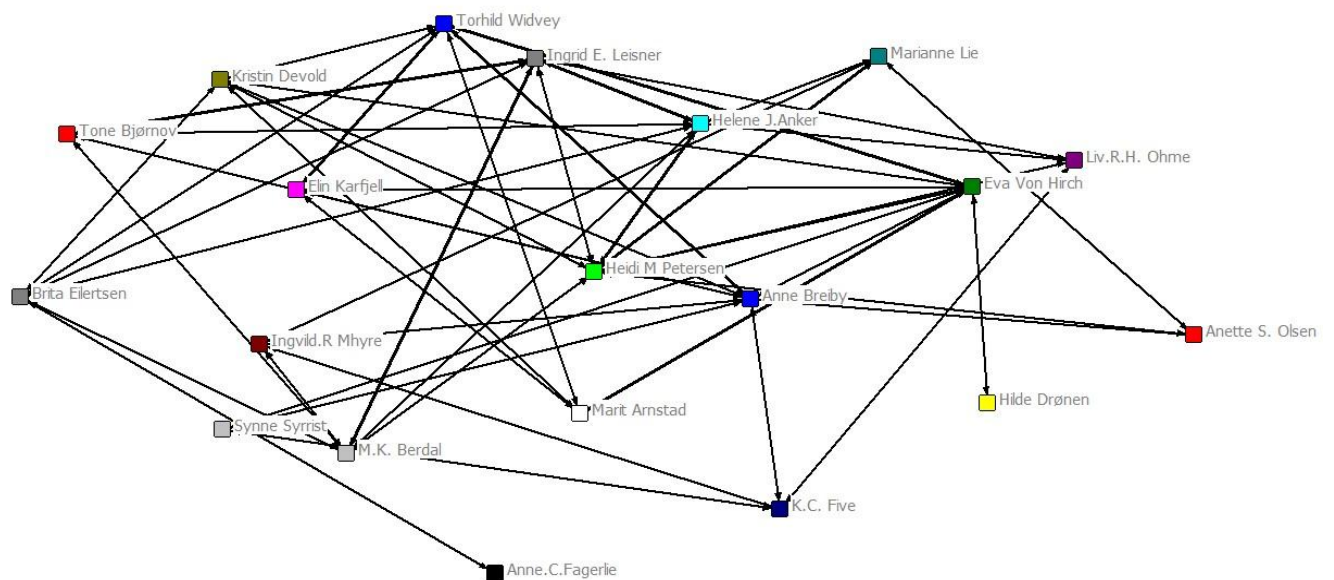 Torhild Widvey
Ingrid E. Leisner
Marianne Lie
Kristin Devold
Helene J.Anker
Tone Bjørnov
Liv.R.H. Ohme
Eva Von Hirch
Elin Karfjell
Heidi M Petersen
Brita Eilertsen
Anne Breiby
Anette S. Olsen
Ingvild.R Mhyre
Hilde Drønen
Marit Arnstad
Synne Syrrist
M.K. Berdal
K.C. Five
Anne.C.Fagerlie